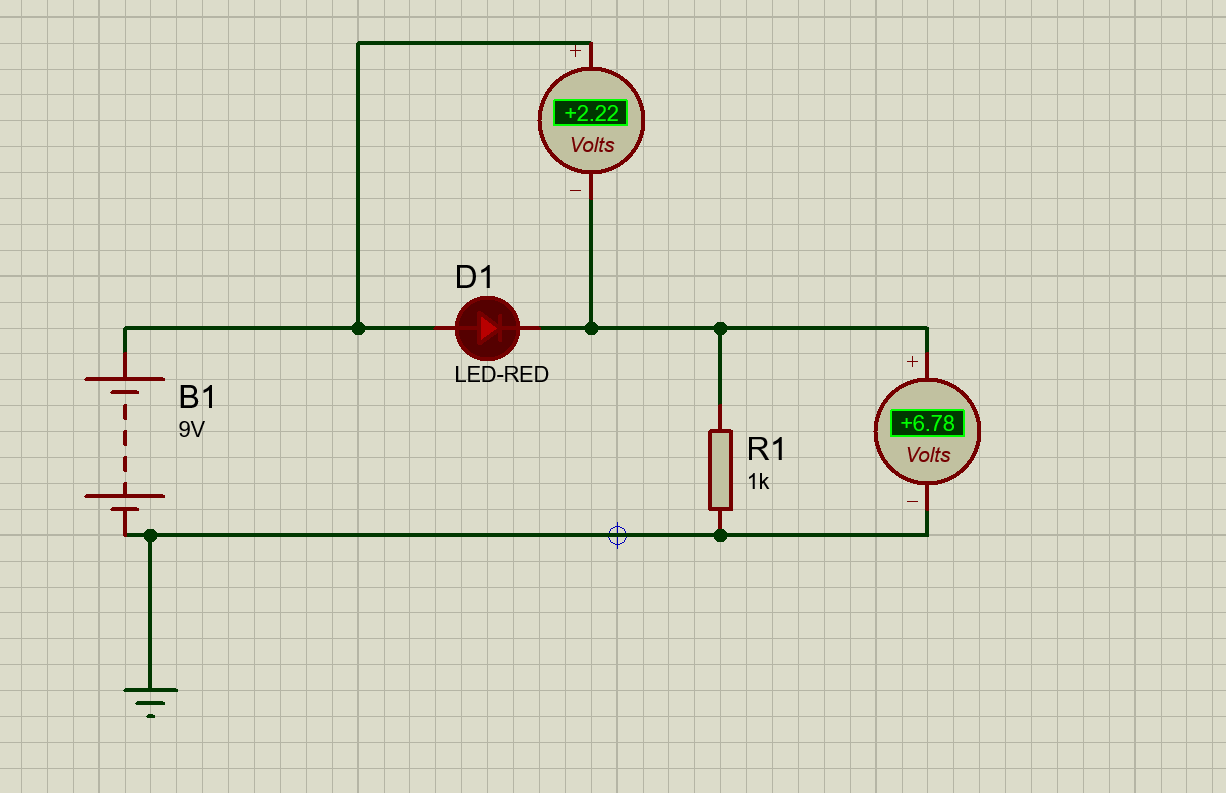 +
+2.22
Volts
−
D1
LED-RED
B1
9V
+
+6.78
Volts
−
R1
1k